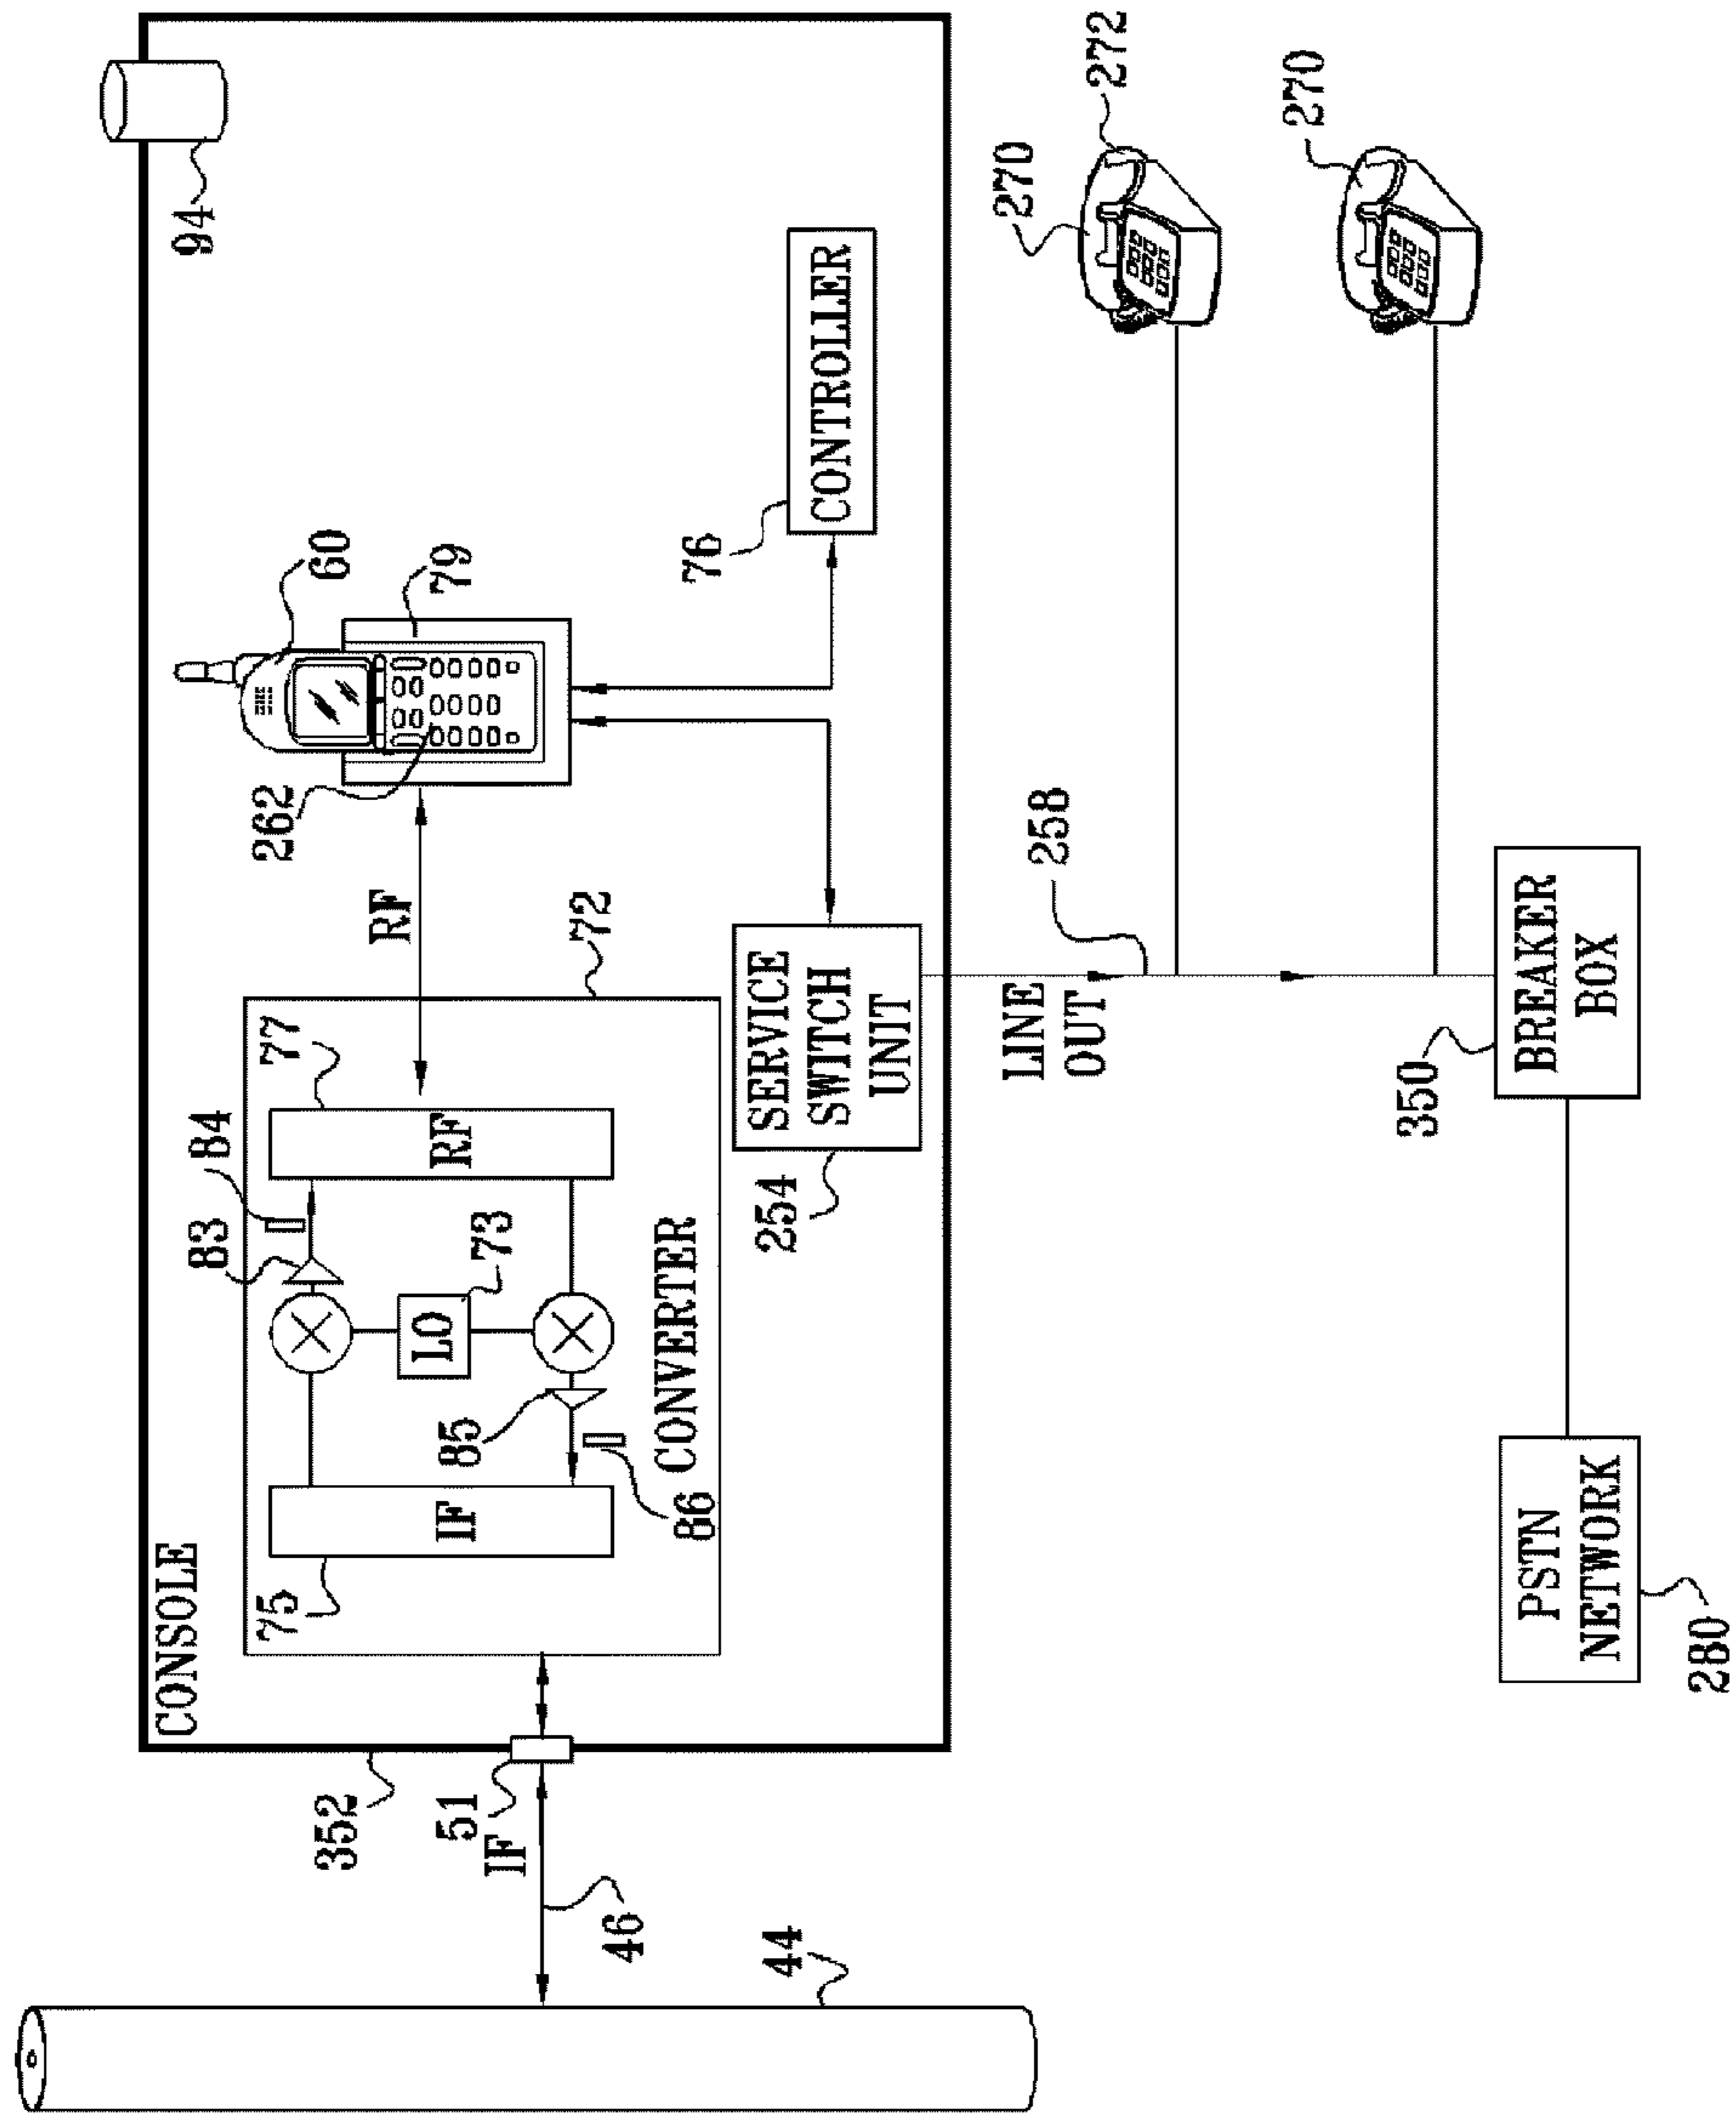 CONSOLE
94
352
75
IF
77
RF
83
84
LO
73
85
86
CONVERTER
72
RF
262
60
79
76
CONTROLLER
SERVICE
SWITCH
UNIT
254
51
IF
46
44
LINE
OUT
258
270
272
270
350
BREAKER
BOX
PSTN
NETWORK
280